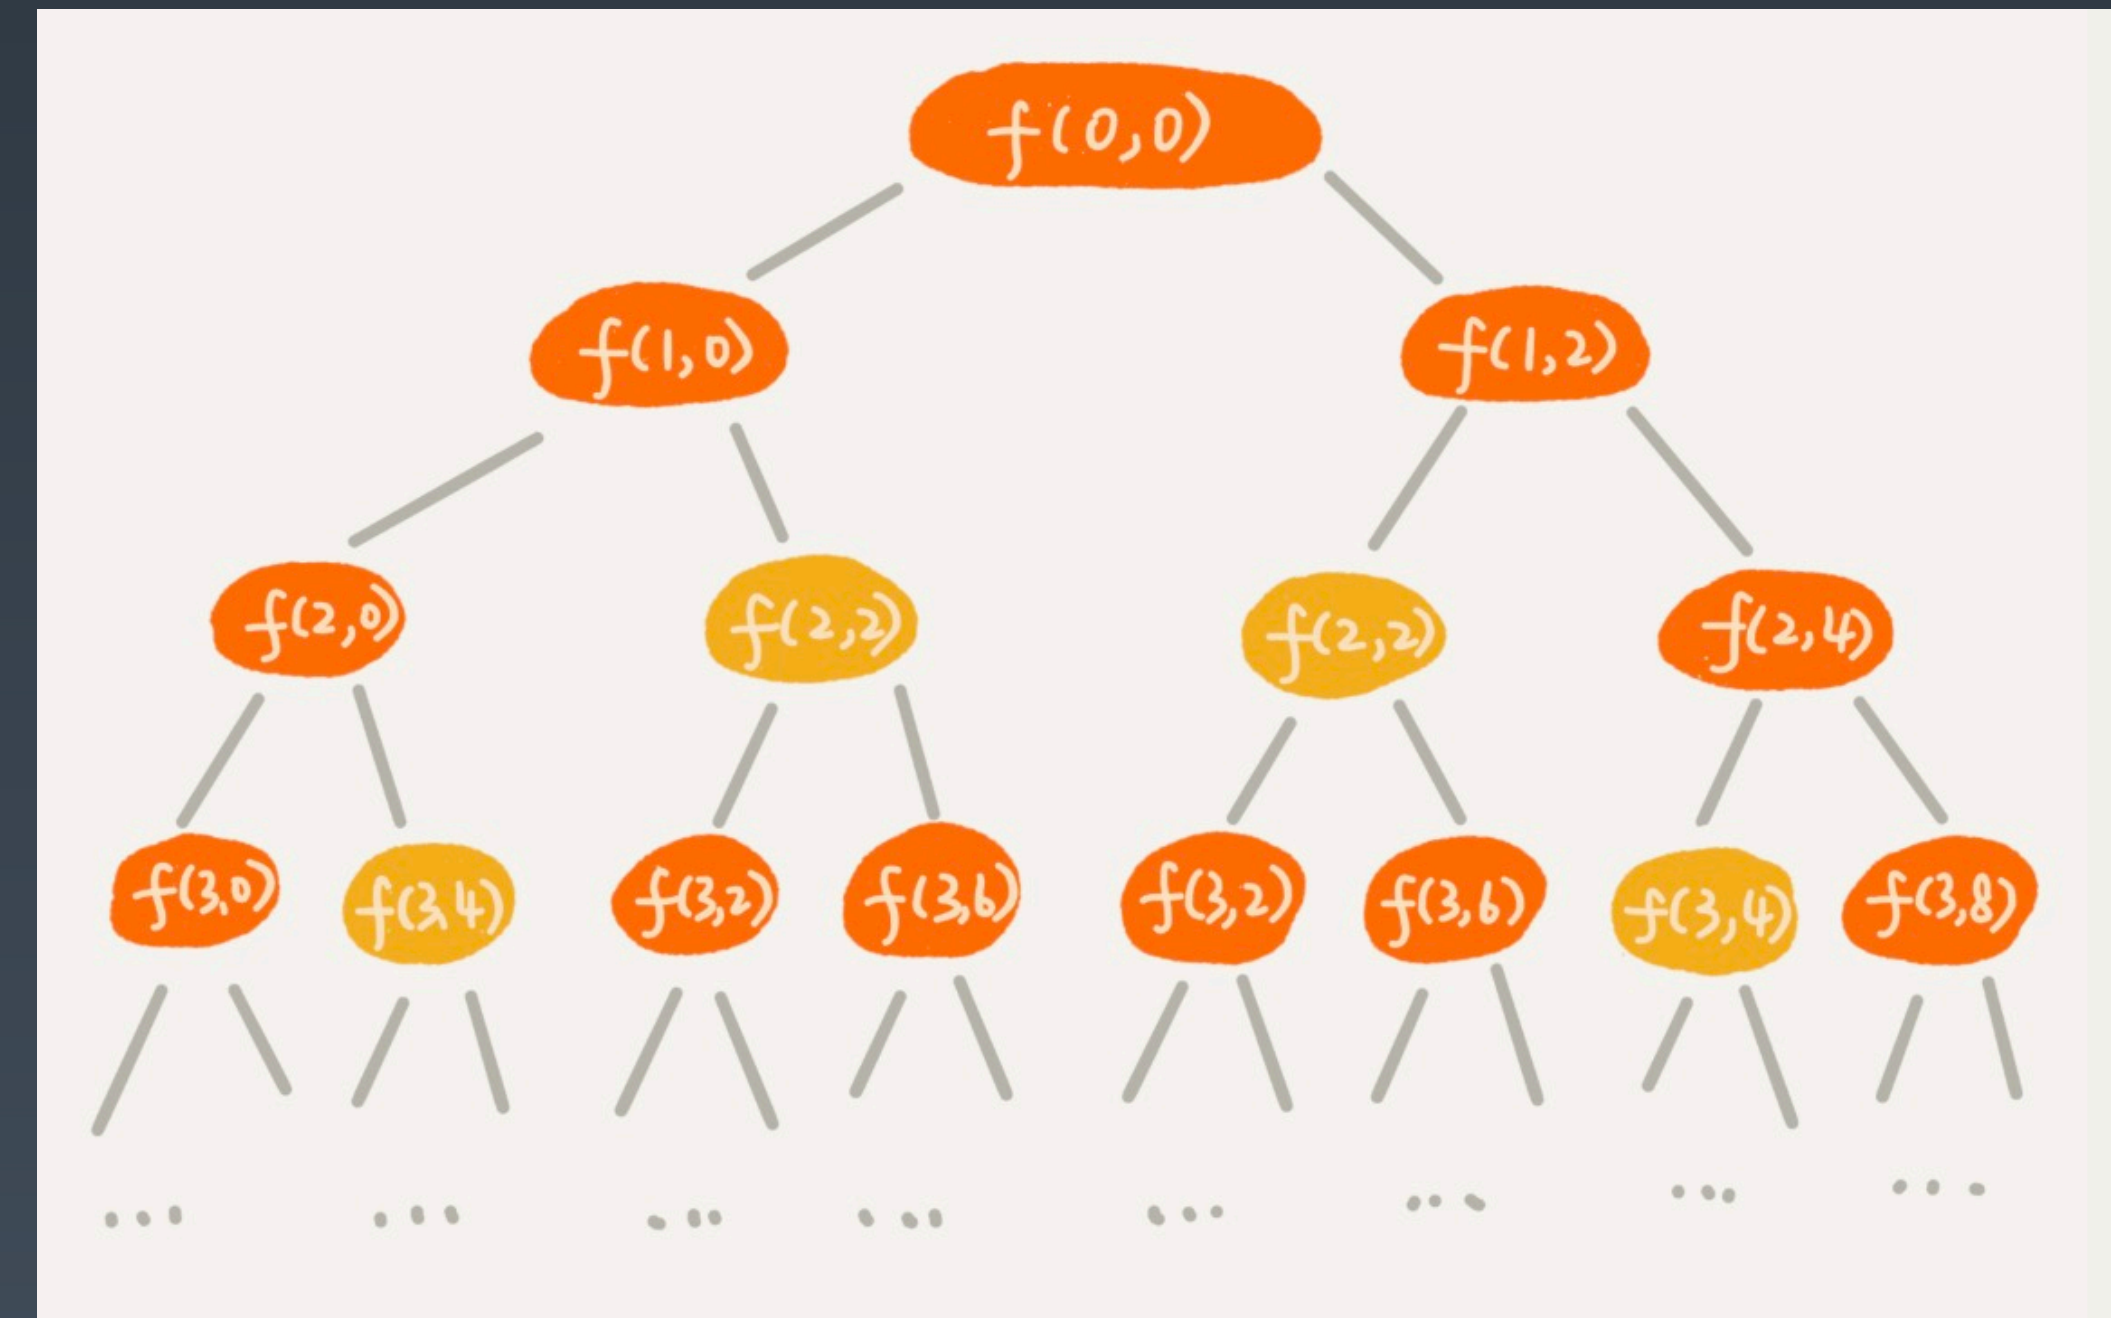 f(0,0)
f(1,0) f(1,2)
f(2,0) f(2,2) f(2,2) f(2,4)
f(3,0) f(3,4) f(3,2) f(3,6) f(3,2) f(3,6) f(3,4) f(3,8)
... ... ... ... ... ... ... ...